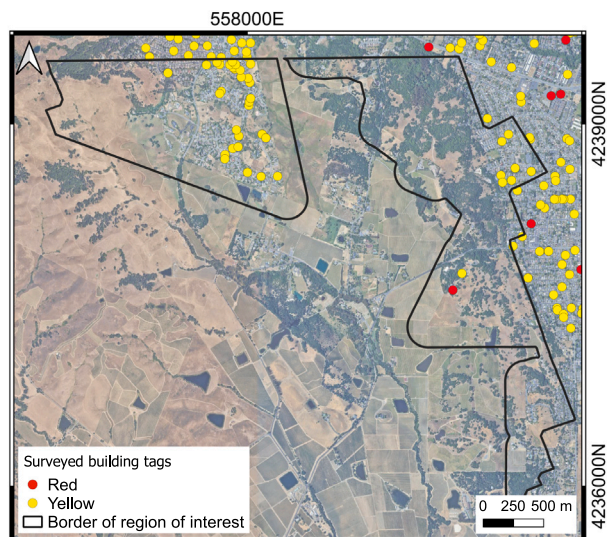 558000E
4239000N
4236000N
Surveyed building tags
Red
Yellow
Border of region of interest
0 250 500 m